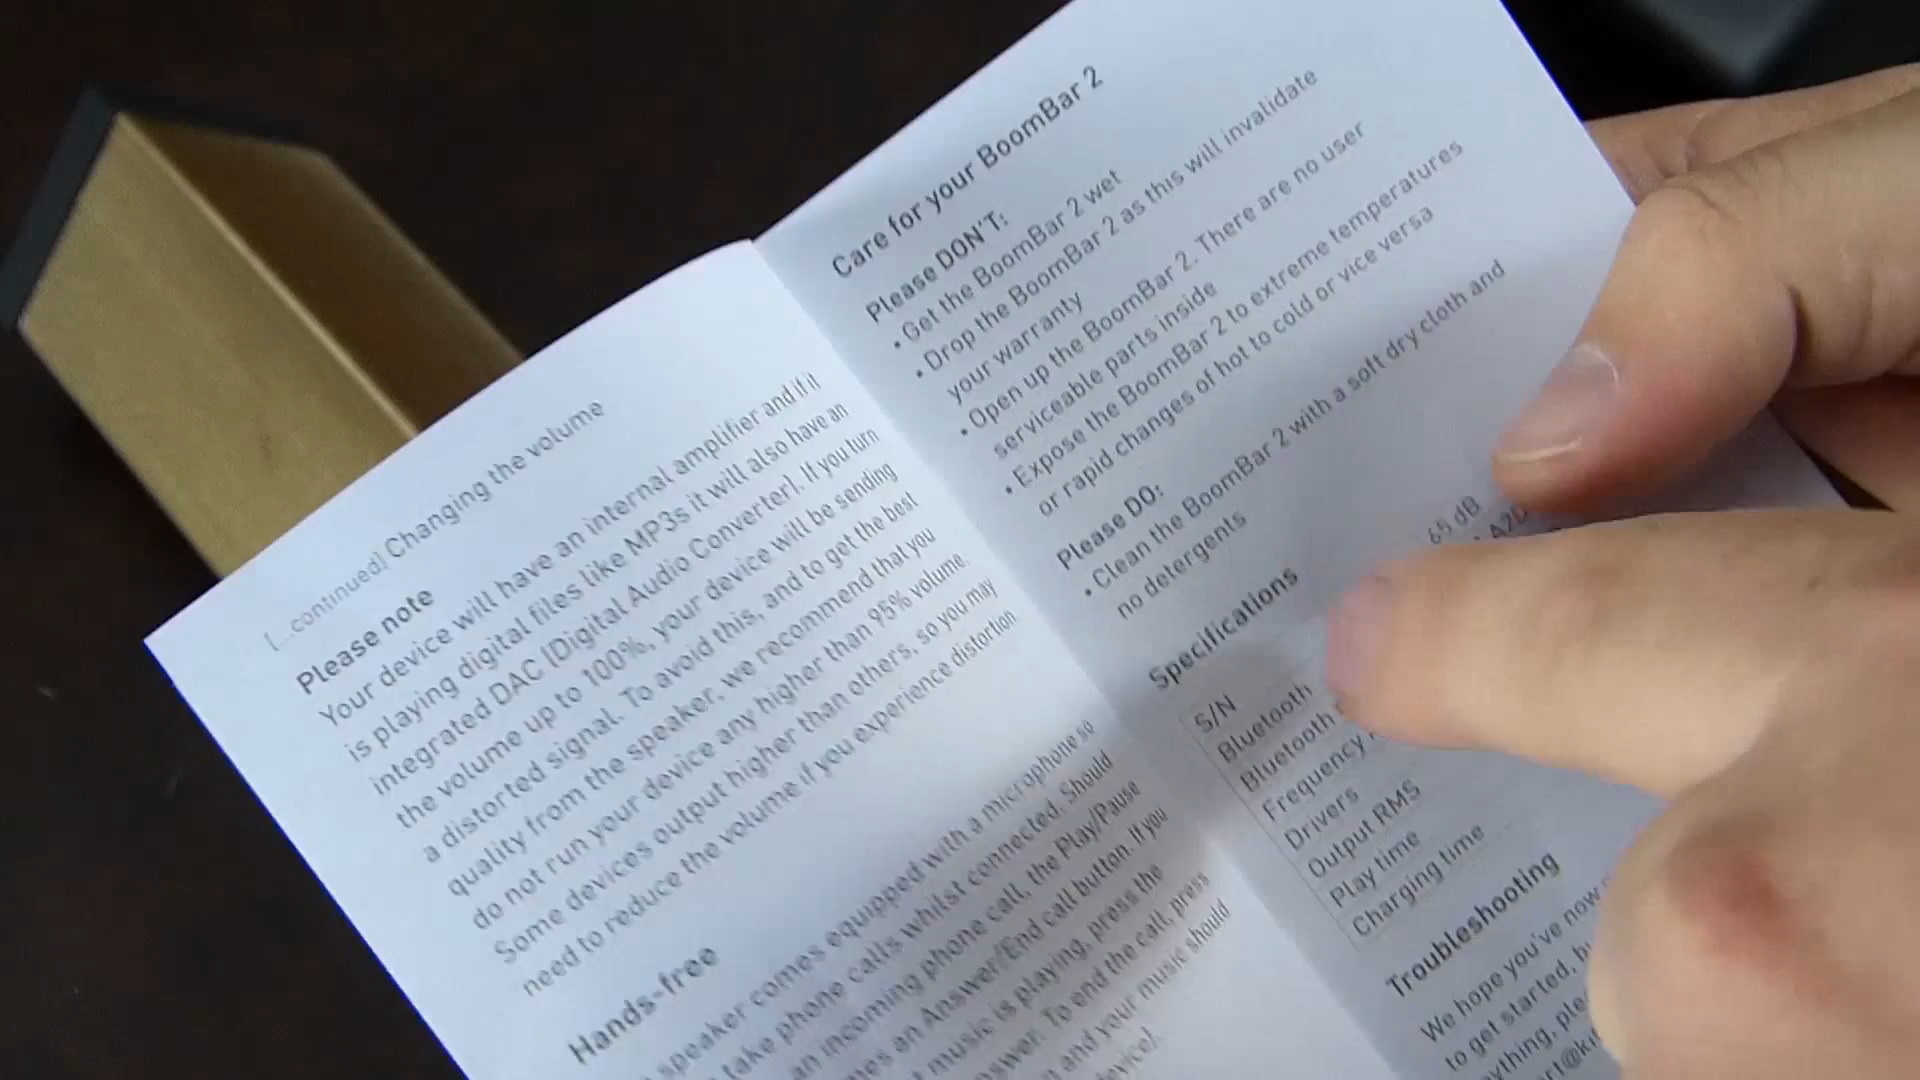 (...continued) Changing the volume
Please note
Your device will have an internal amplifier and if it
is playing digital files like MP3s it will also have an
integrated DAC (Digital Audio Converter). If you turn
the volume up to 100%, your device will be sending
a distorted signal. To avoid this, and to get the best
quality from the speaker, we recommend that you
do not run your device any higher than 95% volume.
Some devices output higher than others, so you may
need to reduce the volume if you experience distortion
Hands-free
speaker comes equipped with a microphone so
take phone calls whilst connected. Should
an incoming phone call, the Play/Pause
an Answer/End call button. If you
music is playing, press the
To end the call, press
and your music should
Care for your BoomBar 2
Please DON'T:
• Get the BoomBar 2 wet
• Drop the BoomBar 2 as this will invalidate
your warranty
• Open up the BoomBar 2. There are no user
serviceable parts inside
• Expose the BoomBar 2 to extreme temperatures
or rapid changes of hot to cold or vice versa
Please DO:
• Clean the BoomBar 2 with a soft dry cloth and
no detergents
Specifications
S/N 65 dB
Bluetooth
Bluetooth
Frequency
Drivers
Output RMS
Play time
Charging time
Troubleshooting
We hope you've now
to get started,